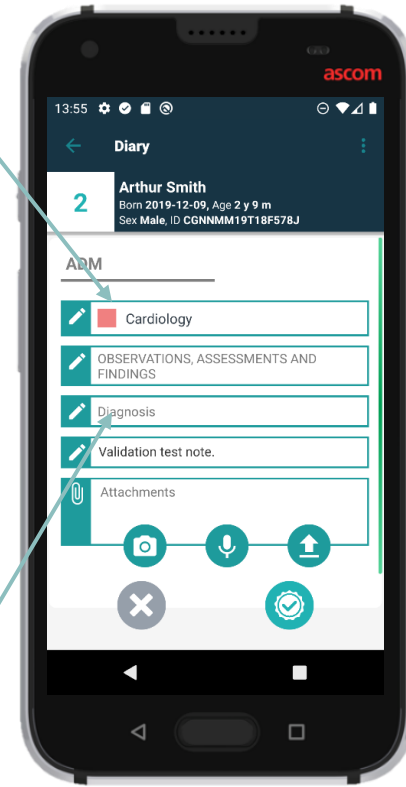 ascom
13:55
Diary
2
Arthur Smith
Born 2019-12-09, Age 2 y 9 m
Sex Male, ID CGNNMM19T18F578J
ADM
Cardiology
OBSERVATIONS, ASSESSMENTS AND
FINDINGS
Diagnosis
Validation test note.
Attachments